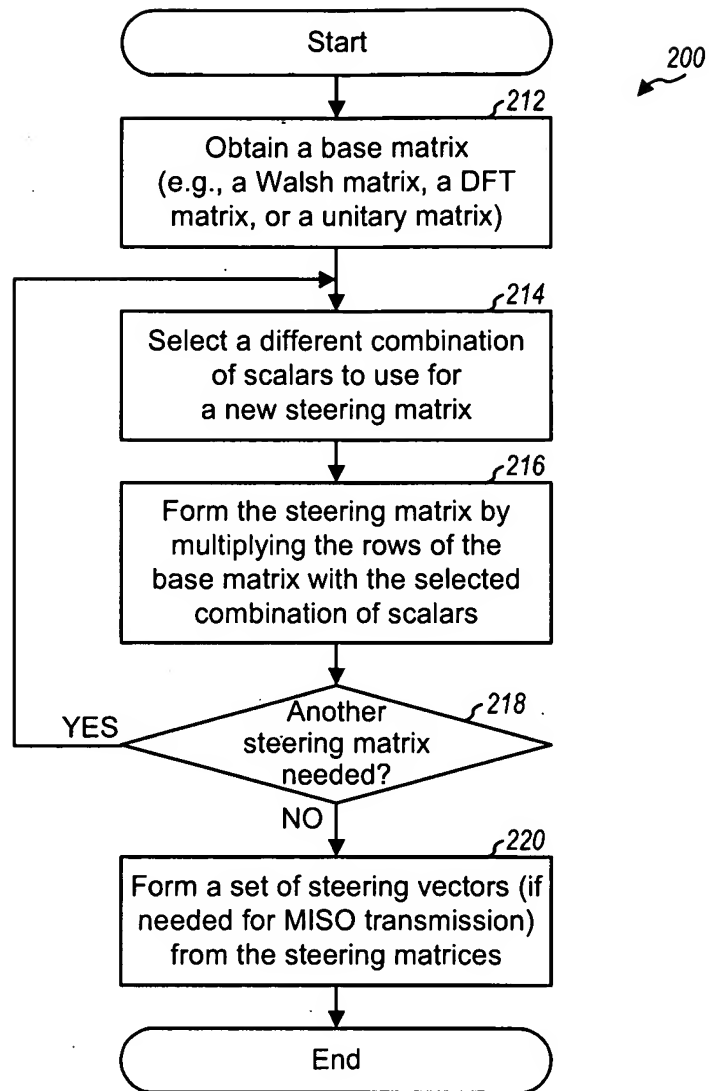 Start
200
212
Obtain a base matrix
(e.g., a Walsh matrix, a DFT
matrix, or a unitary matrix)
214
Select a different combination
of scalars to use for
a new steering matrix
216
Form the steering matrix by
multiplying the rows of the
base matrix with the selected
combination of scalars
218
YES
Another
steering matrix
needed?
NO
220
Form a set of steering vectors (if
needed for MISO transmission)
from the steering matrices
End